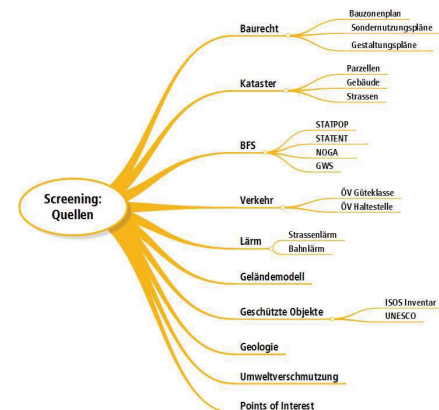 Screening:
Quellen
Baurecht
Bauzonenplan
Sondernutzungspläne
Gestaltungspläne
Kataster
Parzellen
Gebäude
Strassen
BFS
STATPOP
STATENT
NOGA
GWS
Verkehr
ÖV Güteklasse
ÖV Haltestelle
Lärm
Strassenlärm
Bahnlärm
Geländemodell
Geschützte Objekte
ISOS Inventar
UNESCO
Geologie
Umweltverschmutzung
Points of Interest